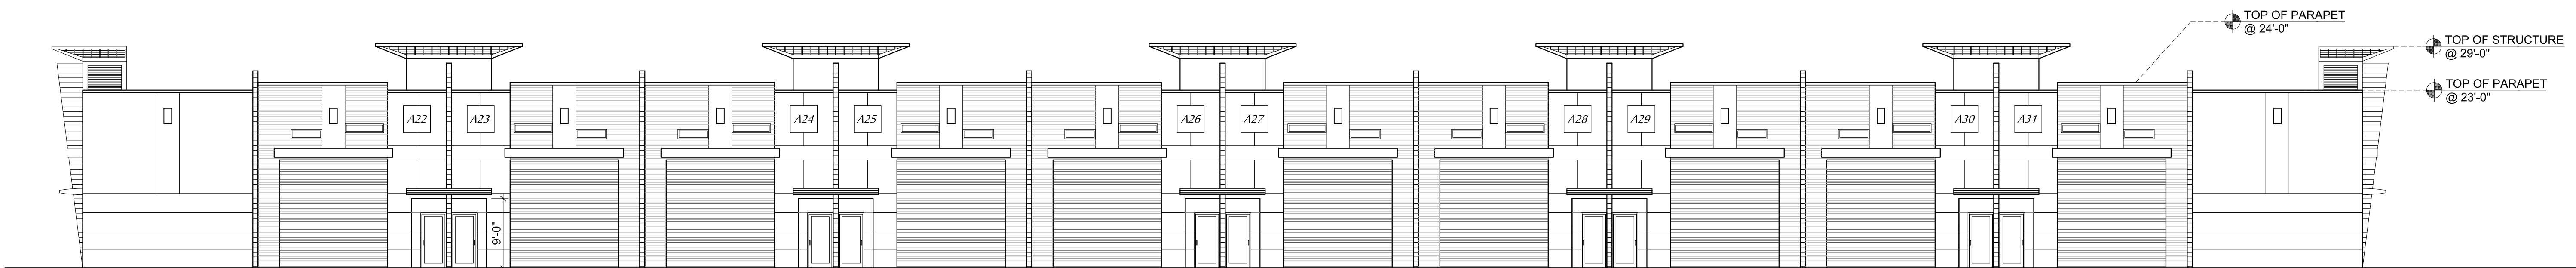 TOP OF PARAPET
@ 24'-0"
TOP OF STRUCTURE
@ 29'-0"
TOP OF PARAPET
@ 23'-0"
A22 A23 A24 A25 A26 A27 A28 A29 A30 A31
9'-0"